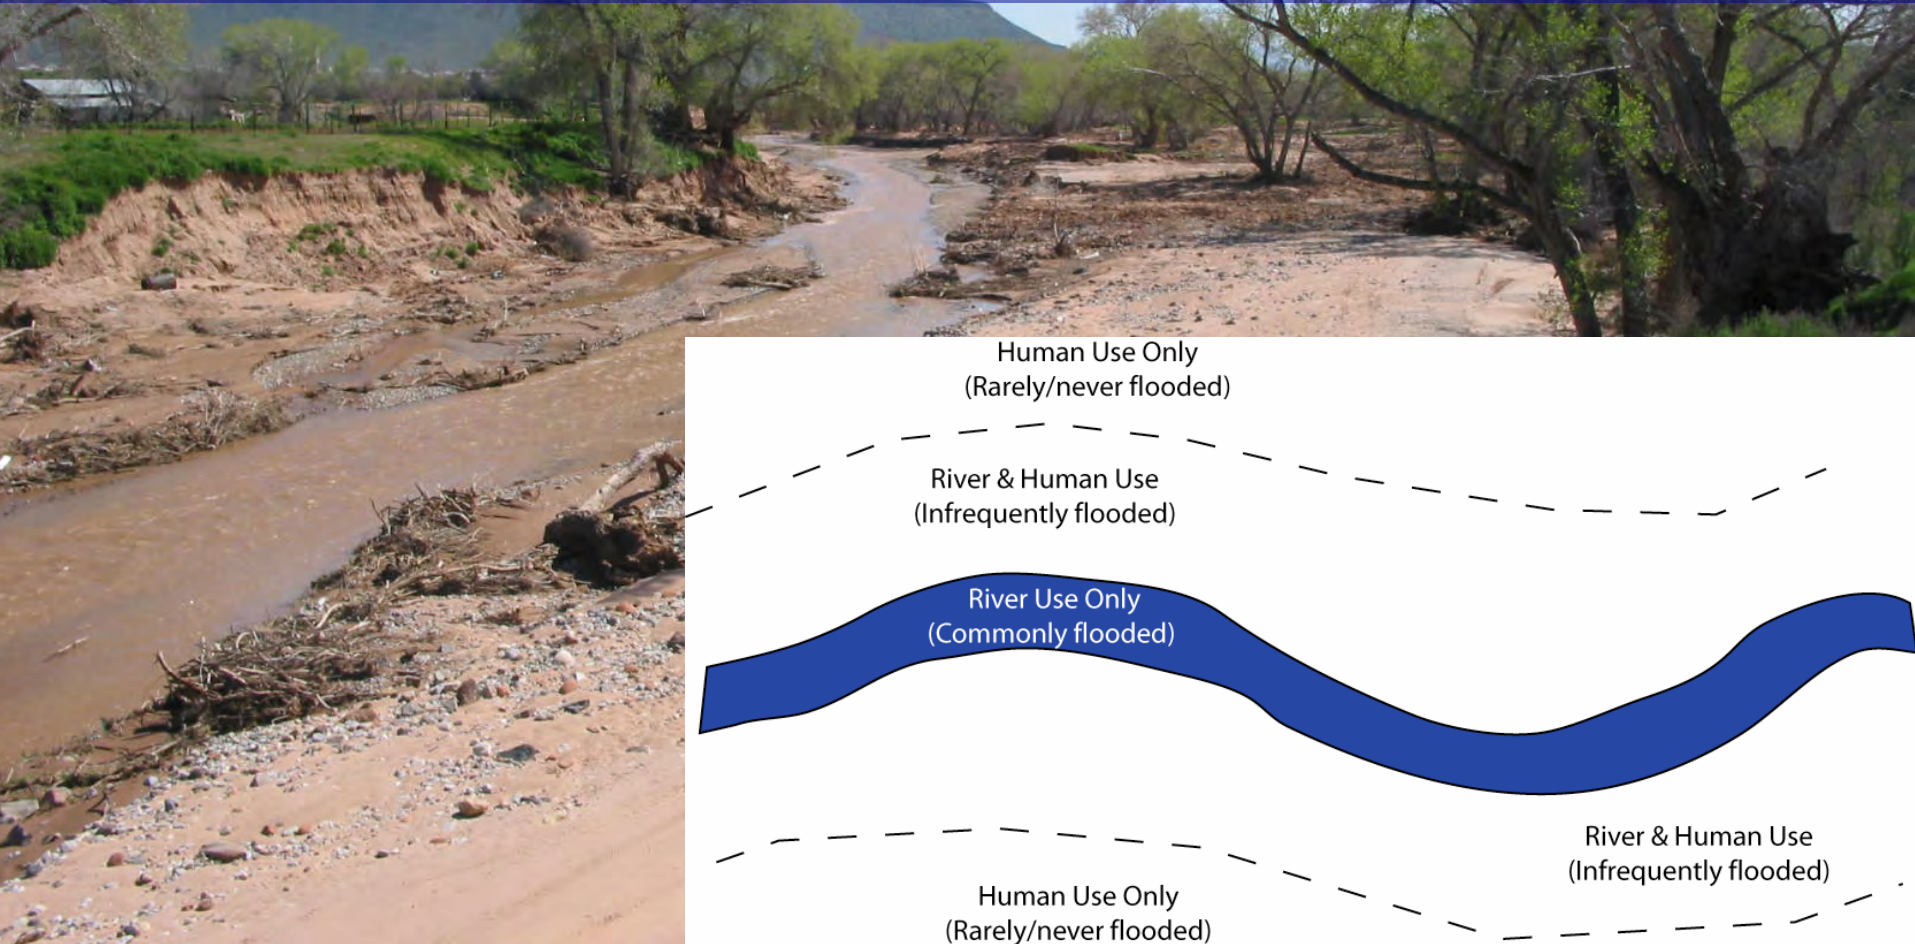 Human Use Only
(Rarely/never flooded)
River & Human Use
(Infrequently flooded)
River Use Only
(Commonly flooded)
River & Human Use
(Infrequently flooded)
Human Use Only
(Rarely/never flooded)